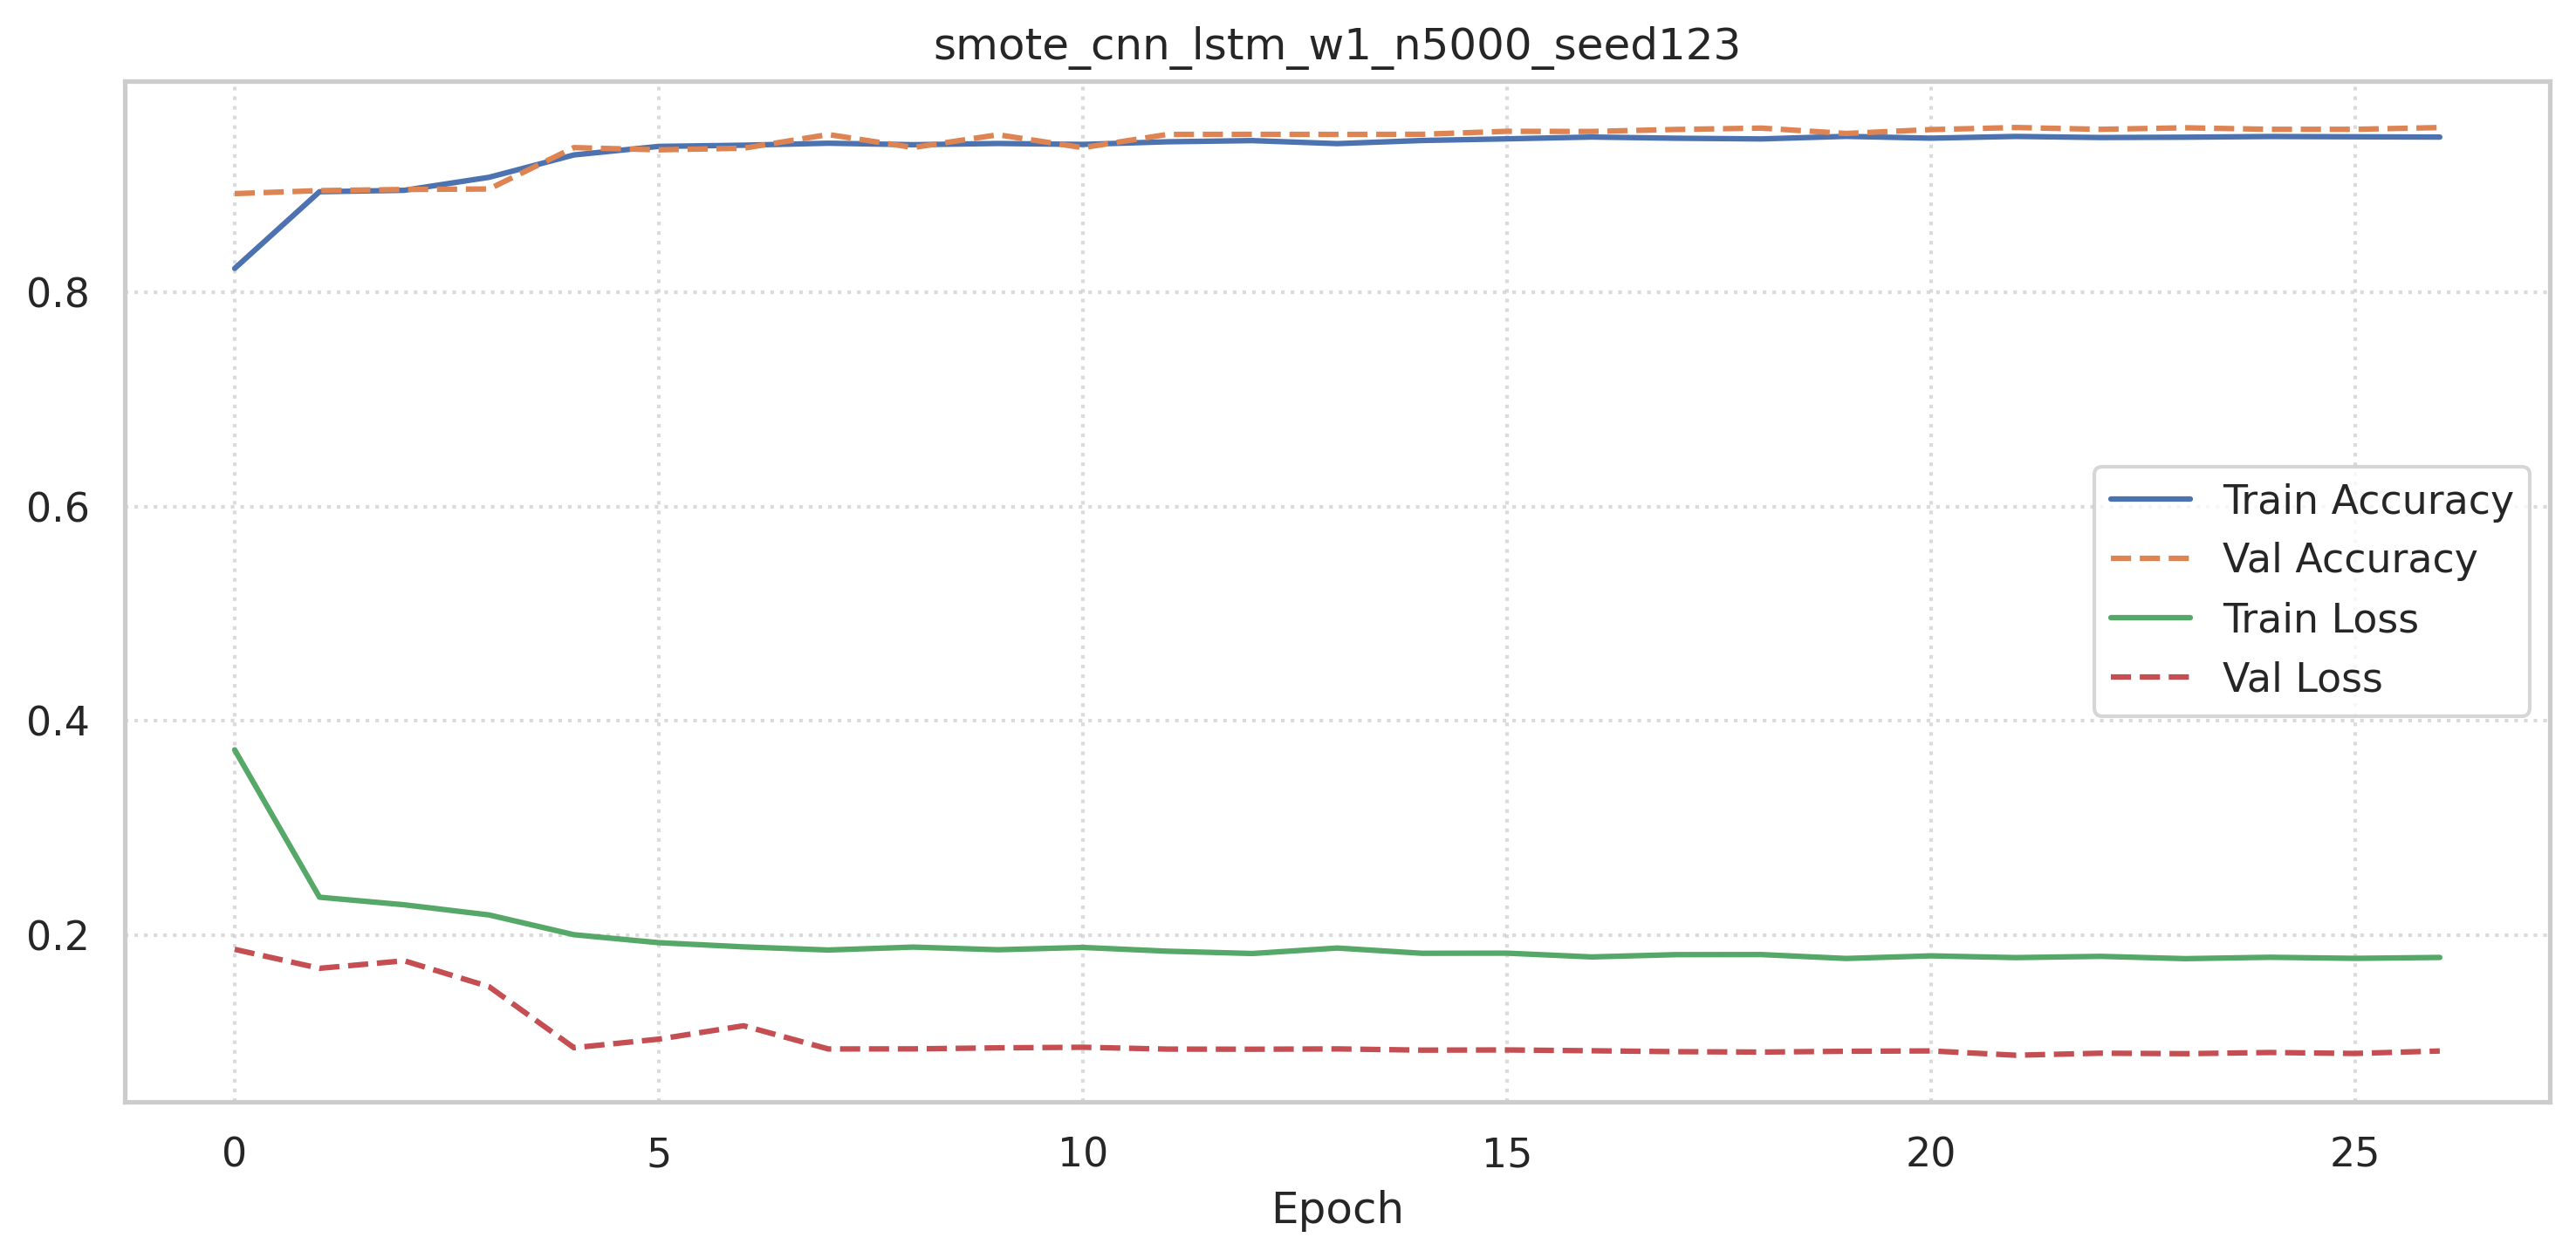 smote_cnn_lstm_w1_n5000_seed123
0.8
0.6
0.4
0.2
Train Accuracy
Val Accuracy
Train Loss
Val Loss
0 5 10 15 20 25
Epoch